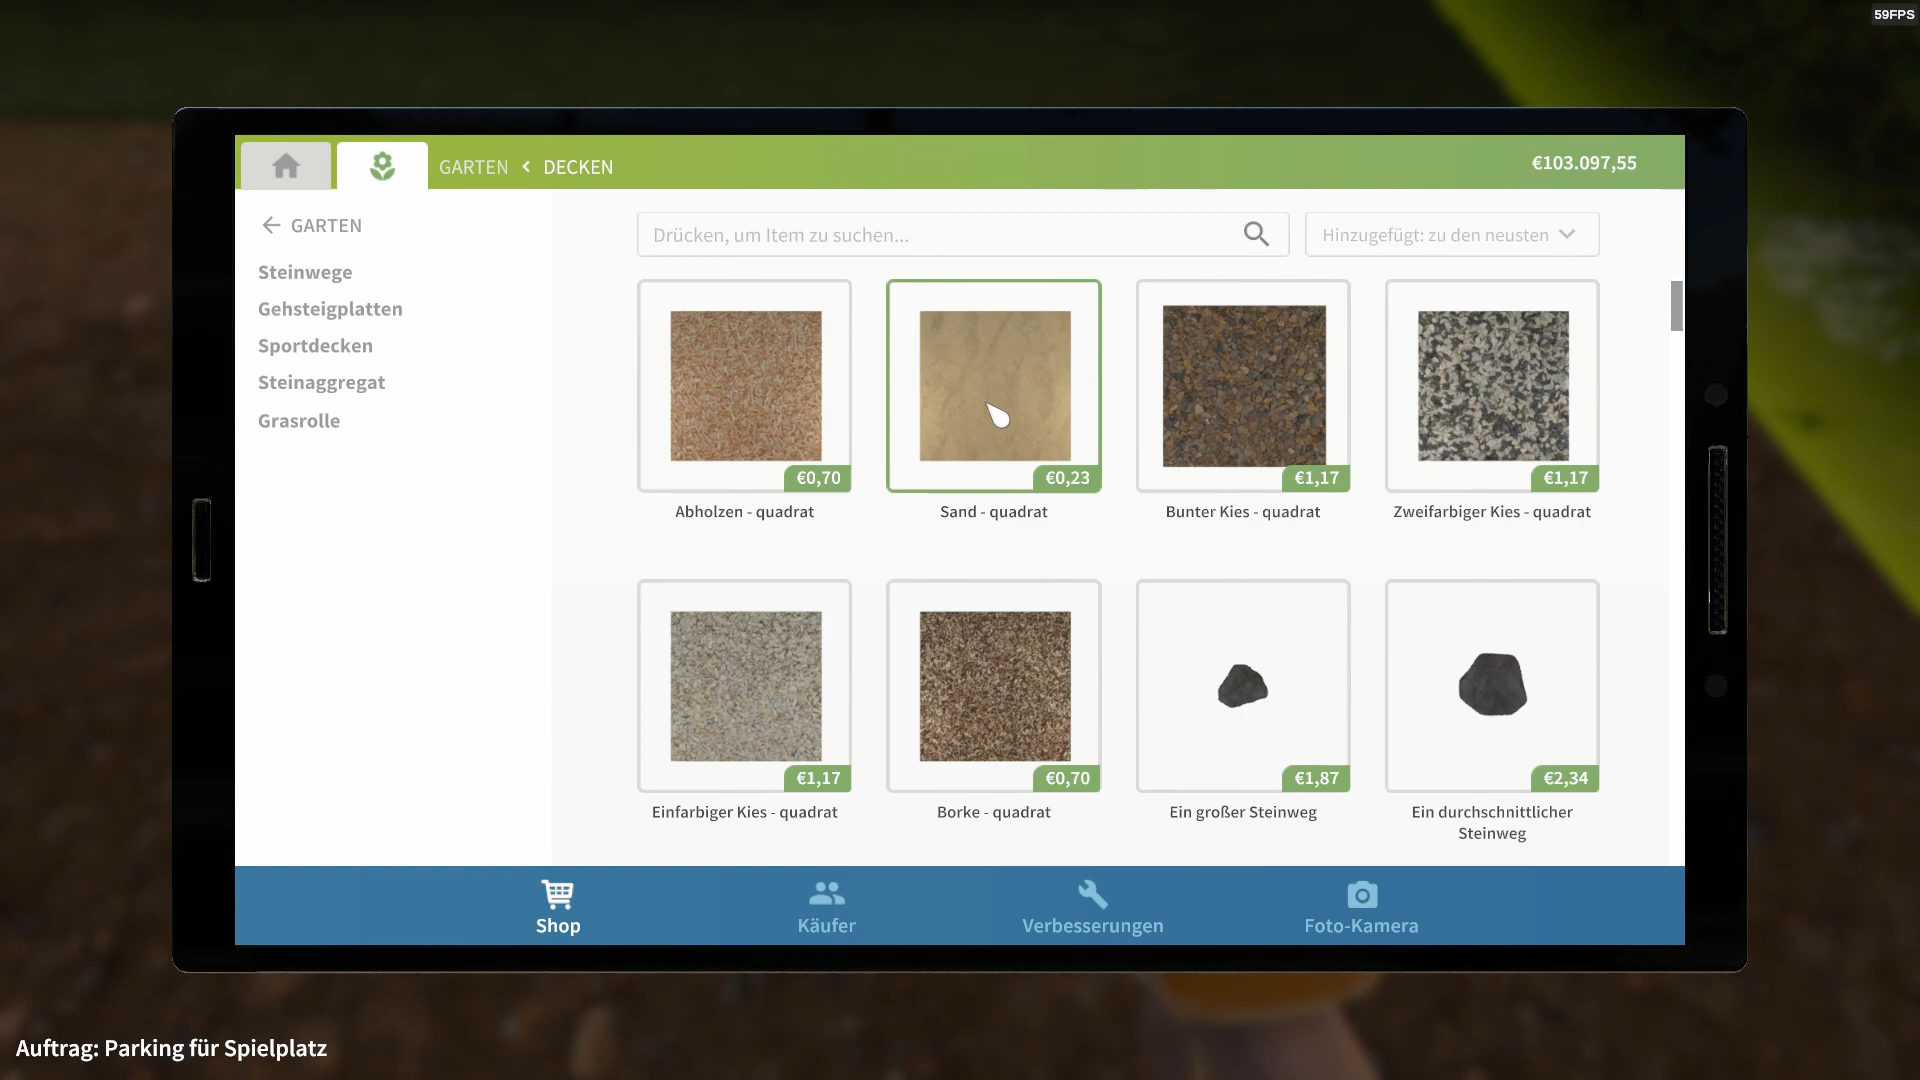 59FPS
GARTEN < DECKEN
€103.097,55
GARTEN
Steinwege
Gehsteigplatten
Sportdecken
Steinaggregat
Grasrolle
Drücken, um Item zu suchen...
Hinzugefügt: zu den neusten
€0,70
€0,23
€1,17
€1,17
Abholzen - quadrat
Sand - quadrat
Bunter Kies - quadrat
Zweifarbiger Kies - quadrat
€1,17
€0,70
€1,87
€2,34
Einfarbiger Kies - quadrat
Borke - quadrat
Ein großer Steinweg
Ein durchschnittlicher
Steinweg
Shop
Käufer
Verbesserungen
Foto-Kamera
Auftrag: Parking für Spielplatz